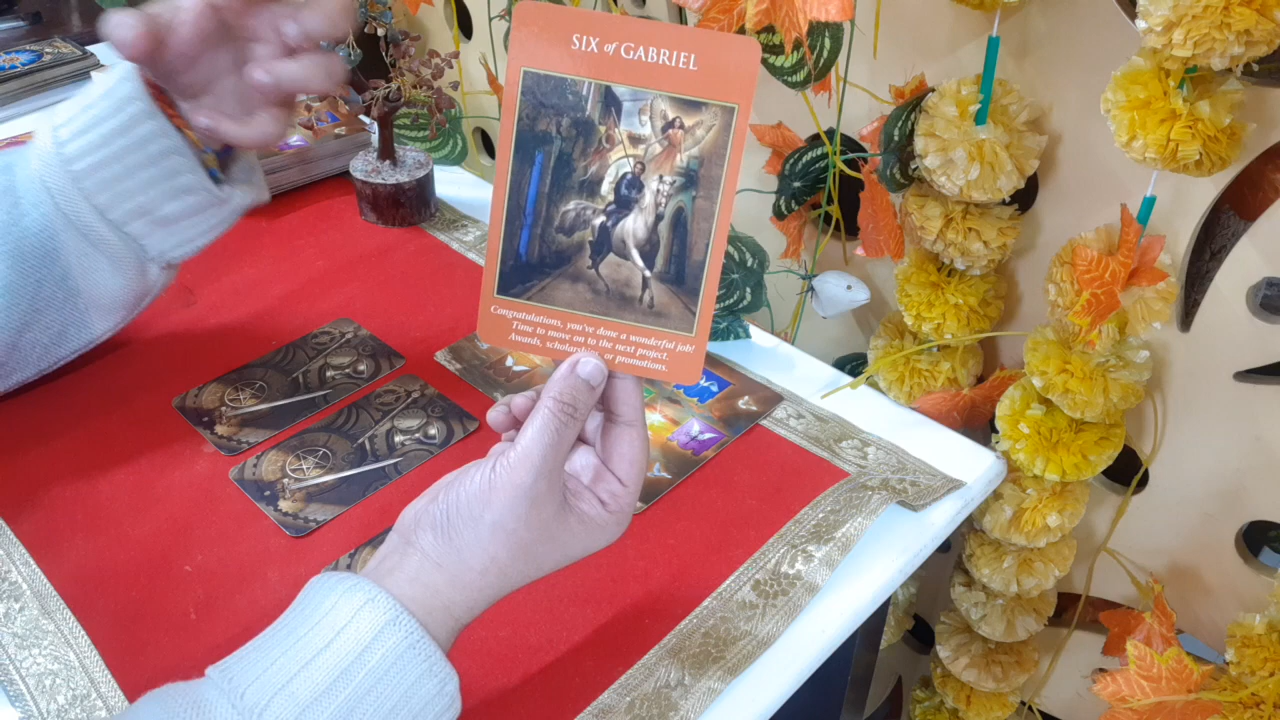 SIX of GABRIEL
Congratulations, you've done a wonderful job!
Time to move on to the next project.
Awards, scholarships, or promotions.